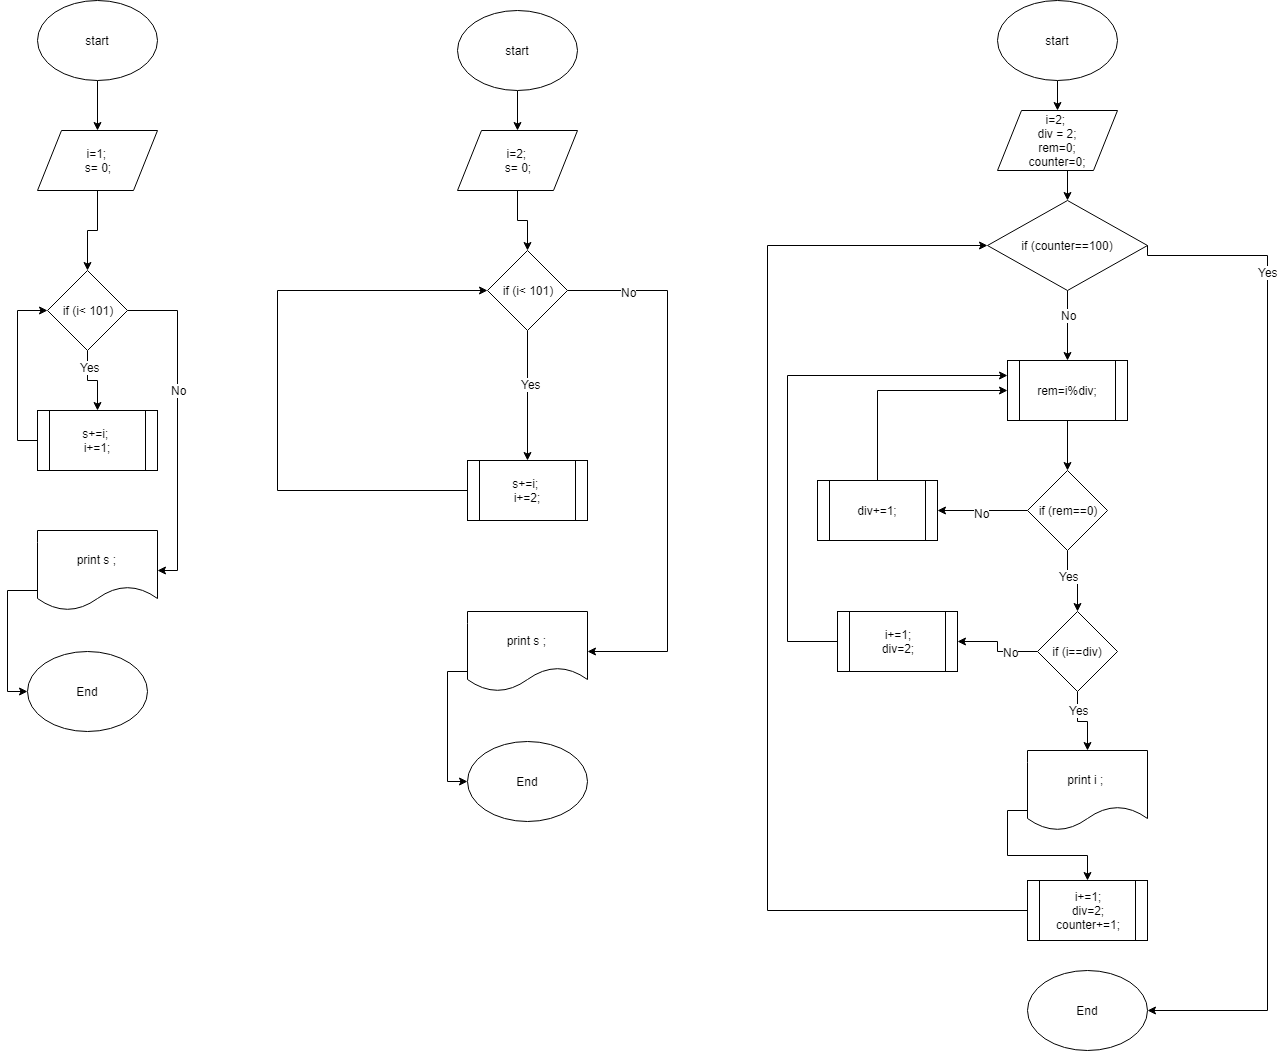 start
i=1;
s= 0;
if (i< 101)
Yes
No
s+=i;
i+=1;
print s ;
End
start
i=2;
s= 0;
if (i< 101)
No
Yes
s+=i;
i+=2;
print s ;
End
start
i=2;
div = 2;
rem=0;
counter=0;
if (counter==100)
Yes
No
rem=i%div;
if (rem==0)
No
div+=1;
Yes
if (i==div)
No
i+=1;
div=2;
Yes
print i ;
i+=1;
div=2;
counter+=1;
End